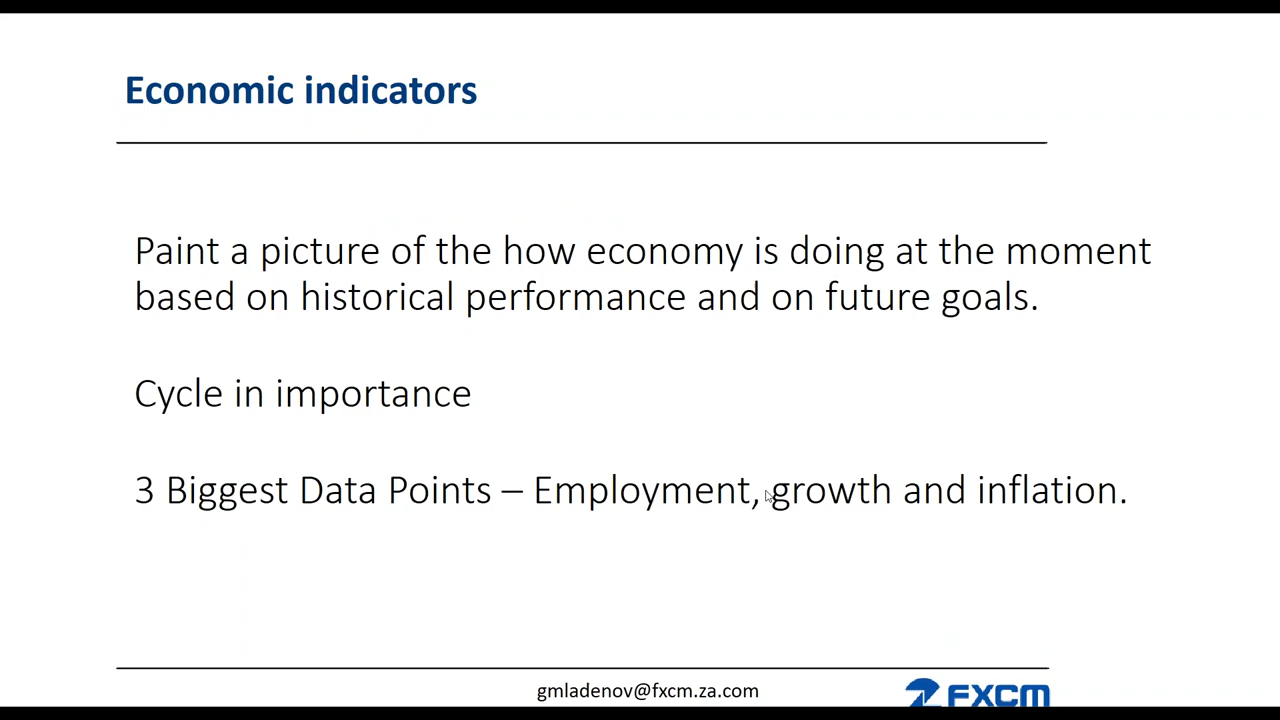 Economic indicators
Paint a picture of the how economy is doing at the moment
based on historical performance and on future goals.
Cycle in importance
3 Biggest Data Points – Employment, growth and inflation.
gmladenov@fxcm.za.com
FXCM